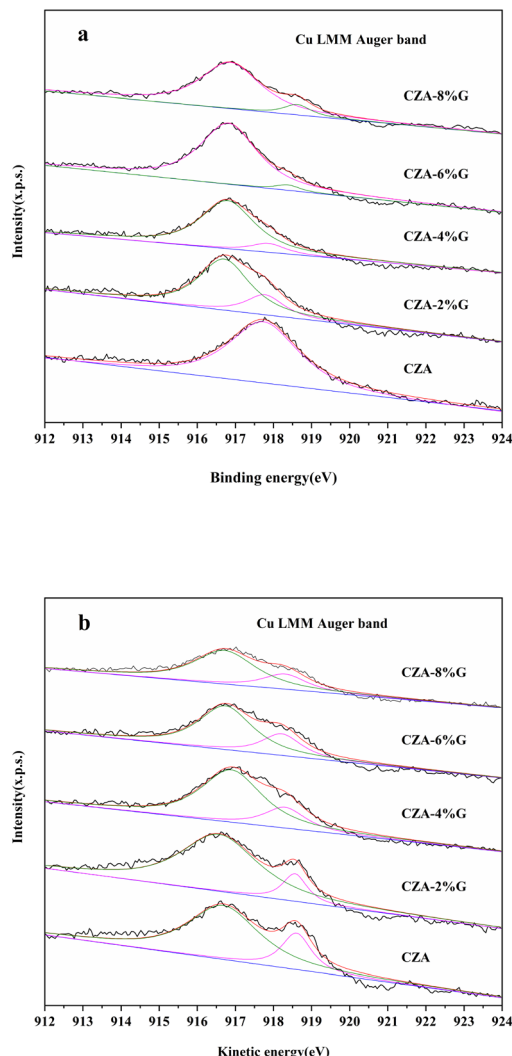 a
Cu LMM Auger band
CZA-8%G
CZA-6%G
CZA-4%G
CZA-2%G
CZA
Intensity(x.p.s.)
912 913 914 915 916 917 918 919 920 921 922 923 924
Binding energy(eV)
b
Cu LMM Auger band
CZA-8%G
CZA-6%G
CZA-4%G
CZA-2%G
CZA
Intensity(x.p.s.)
912 913 914 915 916 917 918 919 920 921 922 923 924
Kinetic energy(eV)